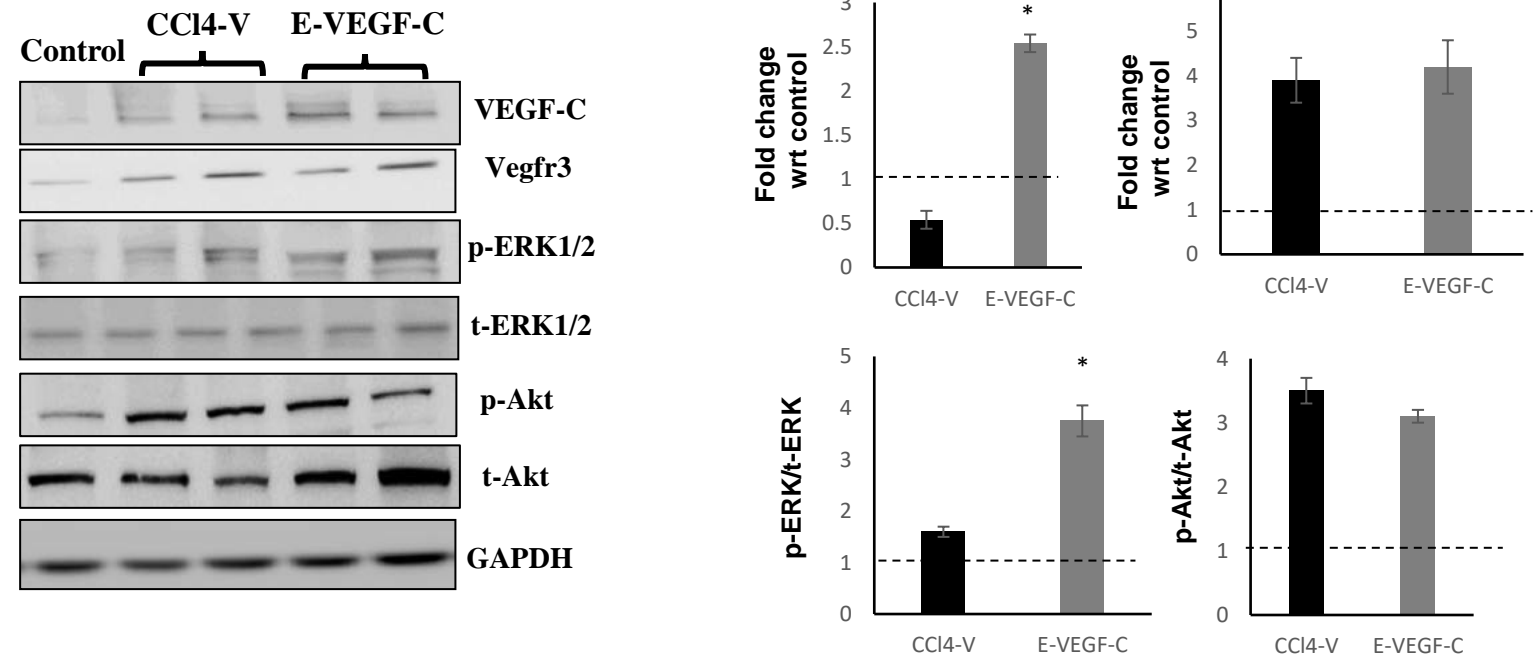 Control
CCl4-V
E-VEGF-C
VEGF-C
Vegfr3
p-ERK1/2
t-ERK1/2
p-Akt
t-Akt
GAPDH
Fold change
wrt control
3
2.5
2
1.5
1
0.5
0
*
CCl4-V E-VEGF-C
Fold change
wrt control
5
4
3
2
1
0
CCl4-V E-VEGF-C
p-ERK/t-ERK
5
4
3
2
1
0
*
CCl4-V E-VEGF-C
p-Akt/t-Akt
4
3
2
1
0
CCl4-V E-VEGF-C